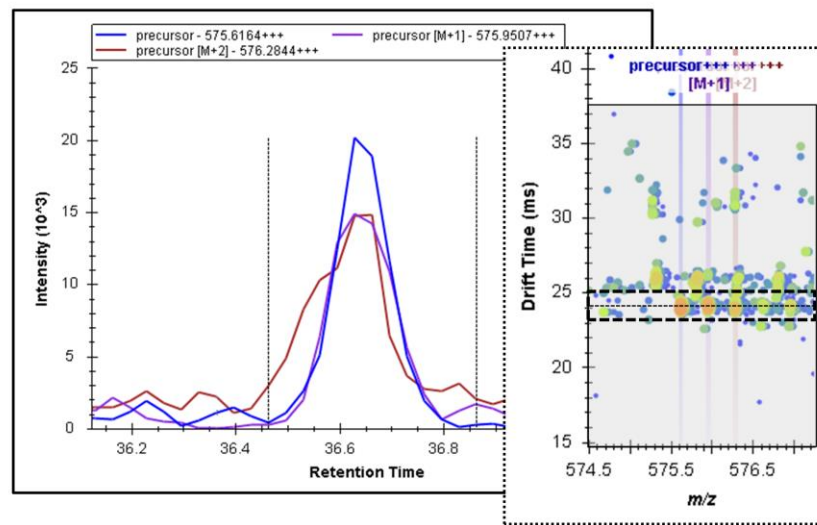 precursor - 575.6164+++
precursor [M+1] - 575.9507+++
precursor [M+2] - 576.2844+++
25
20
15
10
5
0
Intensity (10^3)
36.2
36.4
36.6
36.8
Retention Time
precursor+++
[M+1]
[M+2]
40
35
30
25
20
15
Drift Time (ms)
574.5
575.5
576.5
m/z